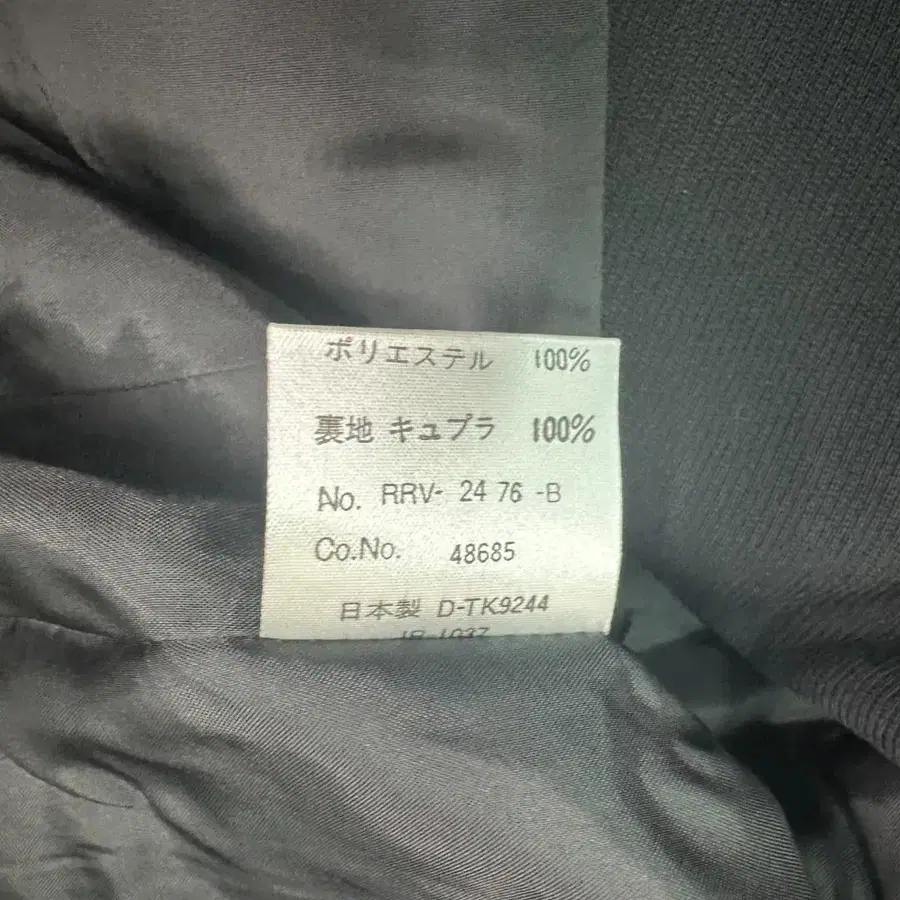 ポリエステル 100%
裏地 キュプラ 100%
No. RRV- 24 76 -B
Co.No. 48685
日本製 D-TK9244